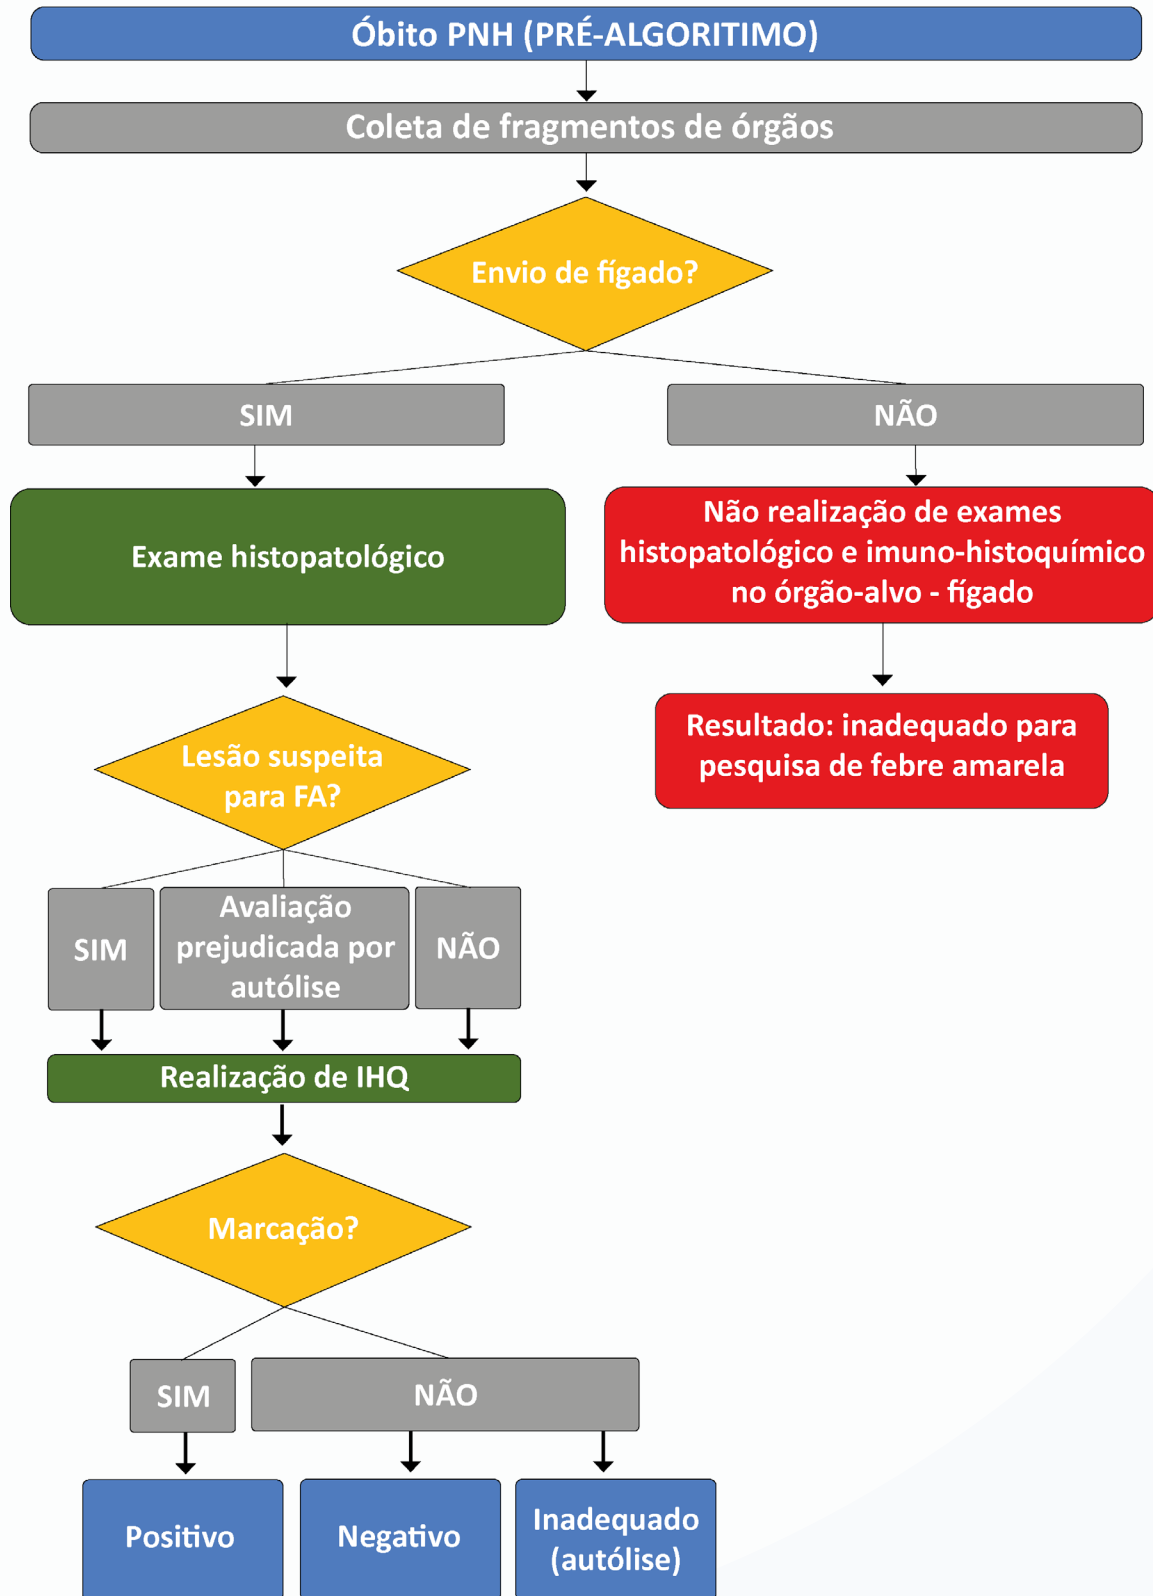 Óbito PNH (PRÉ-ALGORITIMO)
Coleta de fragmentos de órgãos
Envio de fígado?
SIM
NÃO
Exame histopatológico
Não realização de exames
histopatológico e imuno-histoquímico
no órgão-alvo - fígado
Resultado: inadequado para
pesquisa de febre amarela
Lesão suspeita
para FA?
SIM
Avaliação
prejudicada por
autólise
NÃO
Realização de IHQ
Marcação?
SIM
NÃO
Positivo
Negativo
Inadequado
(autólise)